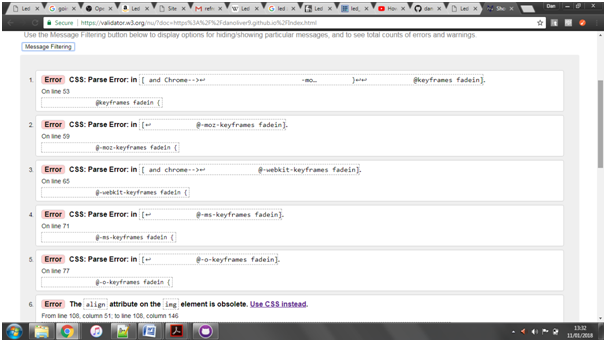 Led
goo
Opc
Led
Site
refr
Led
gre
Led
Led
How
dan
Led
Sho
Dan
Secure | https://validator.w3.org/nu/?doc=https%3A%2F%2Fdanoliver9.github.io%2FIndex.html
Use the Message Filtering button below to display options for hiding/showing particular messages, and to see total counts of errors and warnings.
Message Filtering
1. Error CSS: Parse Error: in [ and Chrome-->↩ -mo… }↩↩ @keyframes fadein].
On line 53
@keyframes fadein {
2. Error CSS: Parse Error: in [↩ @-moz-keyframes fadein].
On line 59
@-moz-keyframes fadein {
3. Error CSS: Parse Error: in [ and chrome-->↩ @-webkit-keyframes fadein].
On line 65
@-webkit-keyframes fadein {
4. Error CSS: Parse Error: in [↩ @-ms-keyframes fadein].
On line 71
@-ms-keyframes fadein {
5. Error CSS: Parse Error: in [↩ @-o-keyframes fadein].
On line 77
@-o-keyframes fadein {
6. Error The align attribute on the img element is obsolete. Use CSS instead.
From line 108, column 51; to line 108, column 146
13:32
11/01/2018